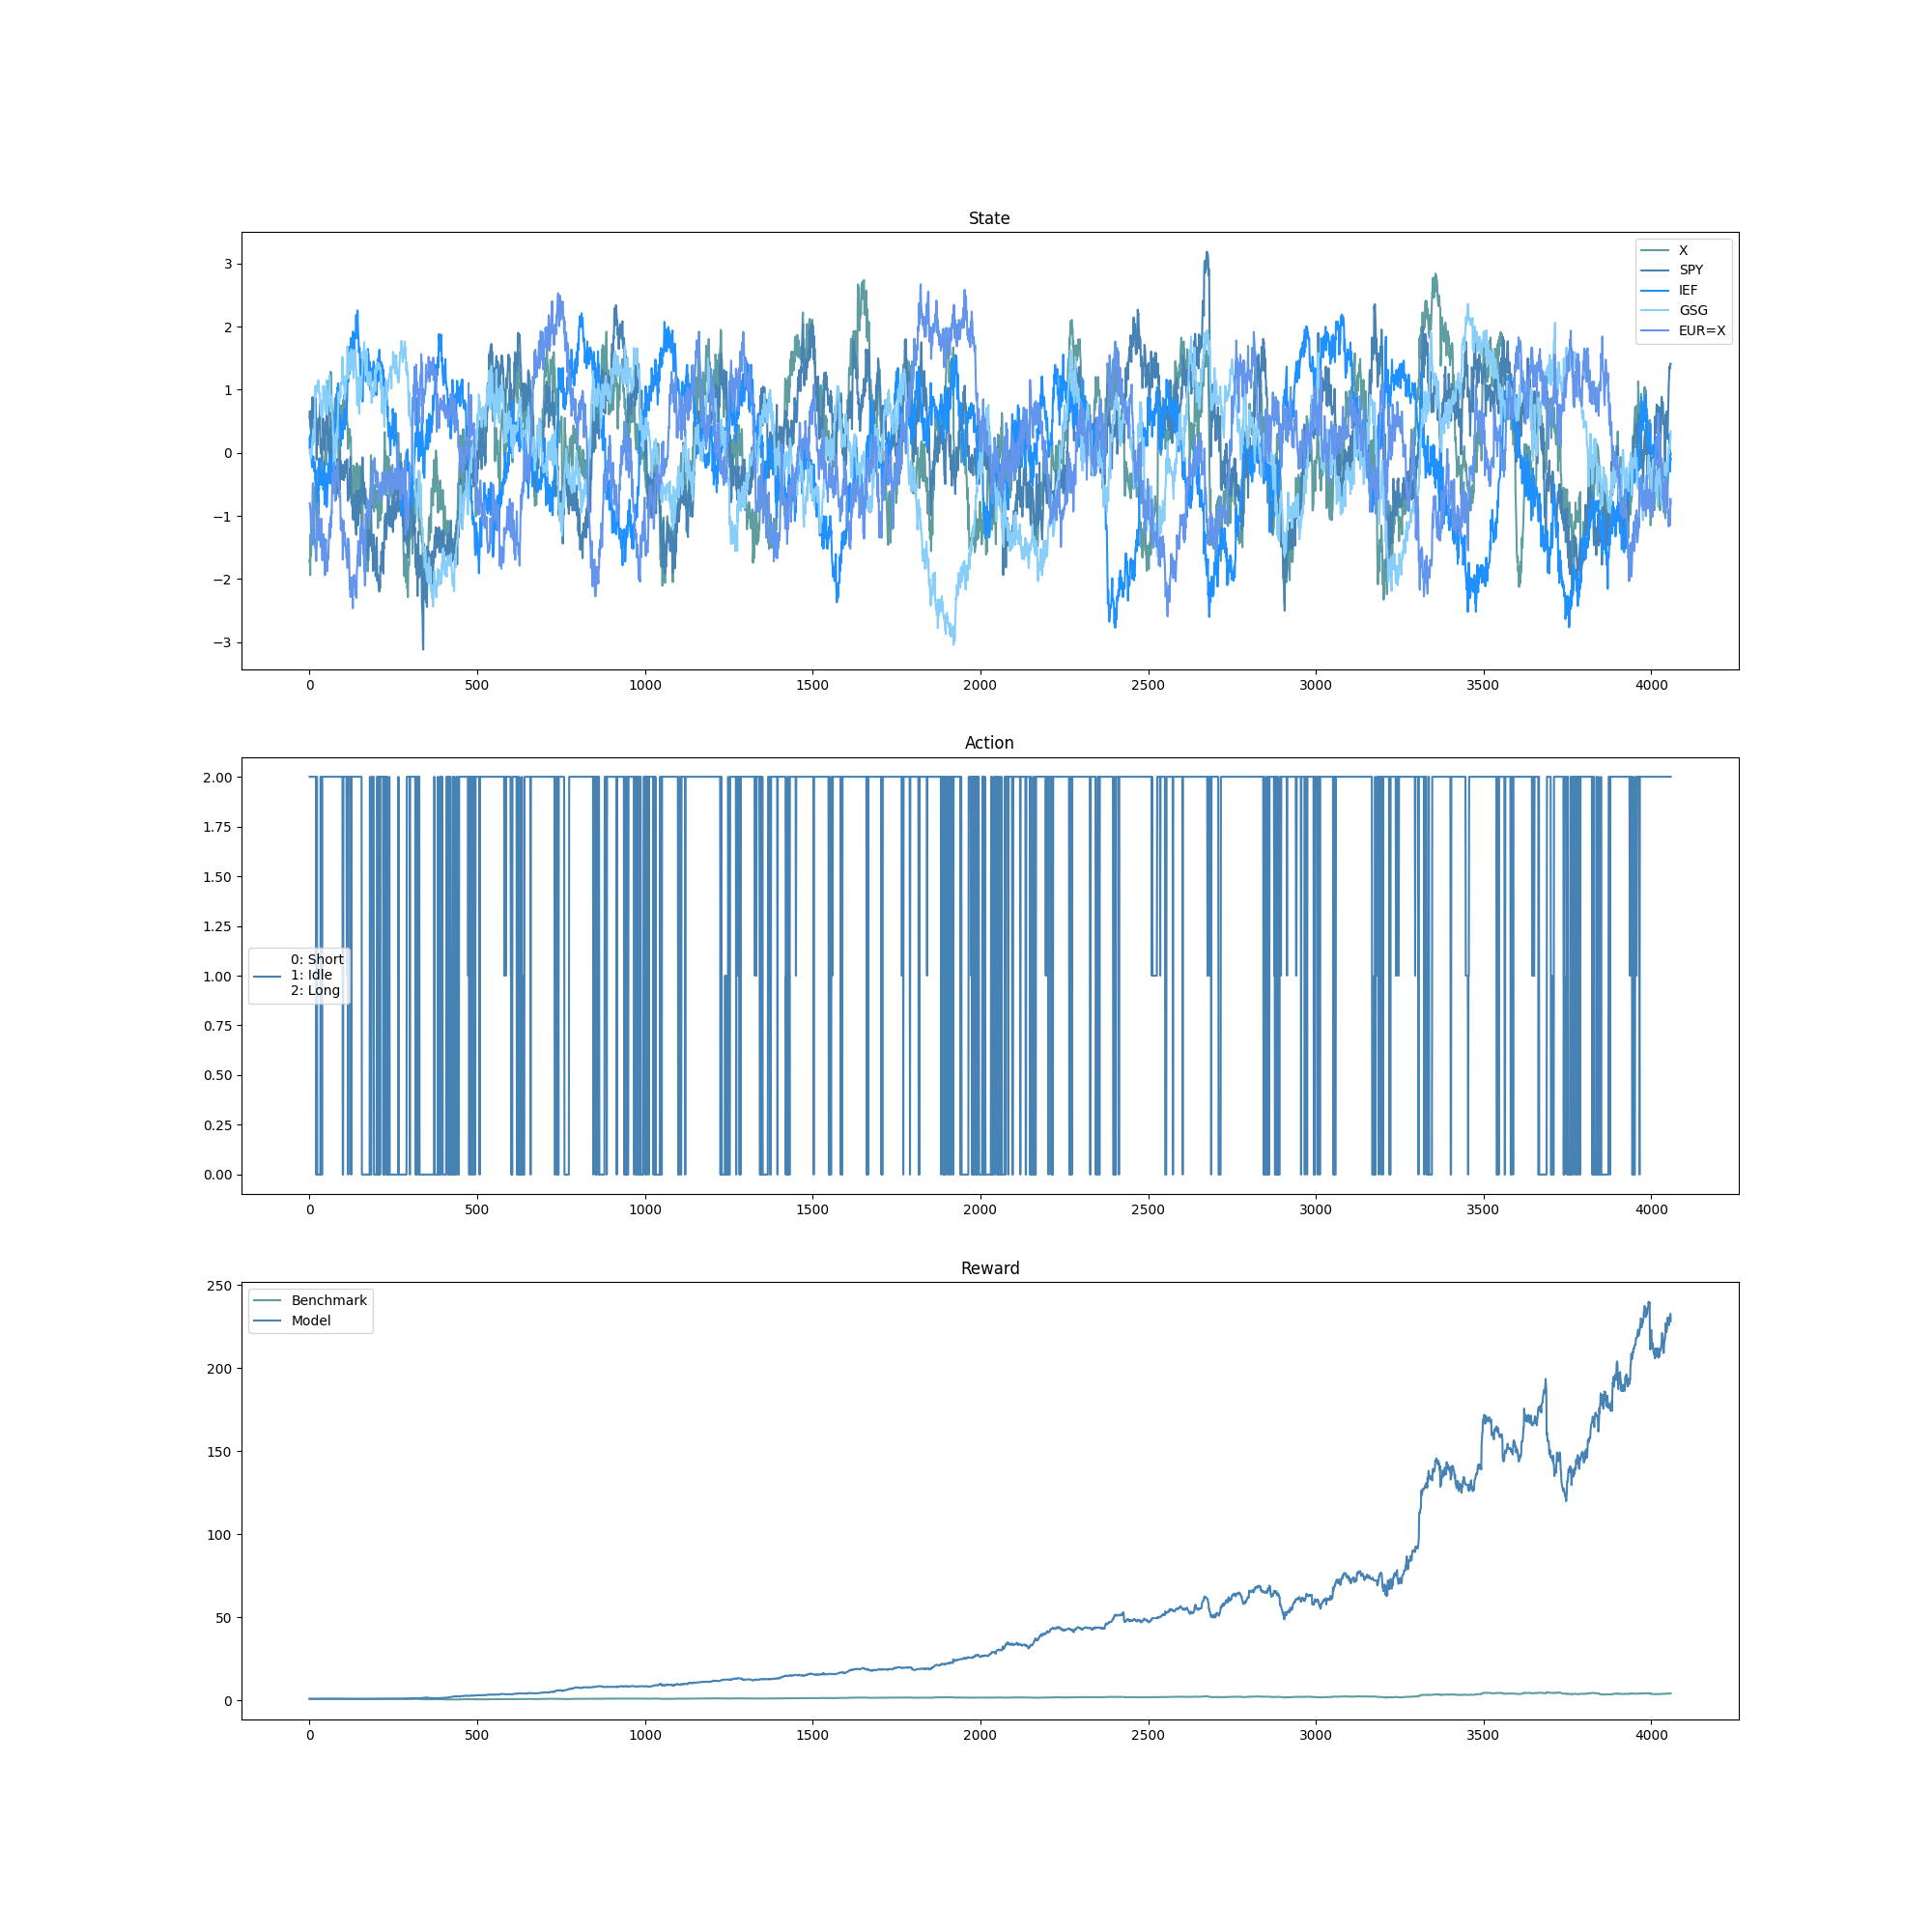 State
3
2
1
0
−1
−2
−3
X
SPY
IEF
GSG
EUR=X
0 500 1000 1500 2000 2500 3000 3500 4000
Action
2.00
1.75
1.50
1.25
1.00
0.75
0.50
0.25
0.00
0: Short
1: Idle
2: Long
0 500 1000 1500 2000 2500 3000 3500 4000
Reward
250
200
150
100
50
0
Benchmark
Model
0 500 1000 1500 2000 2500 3000 3500 4000